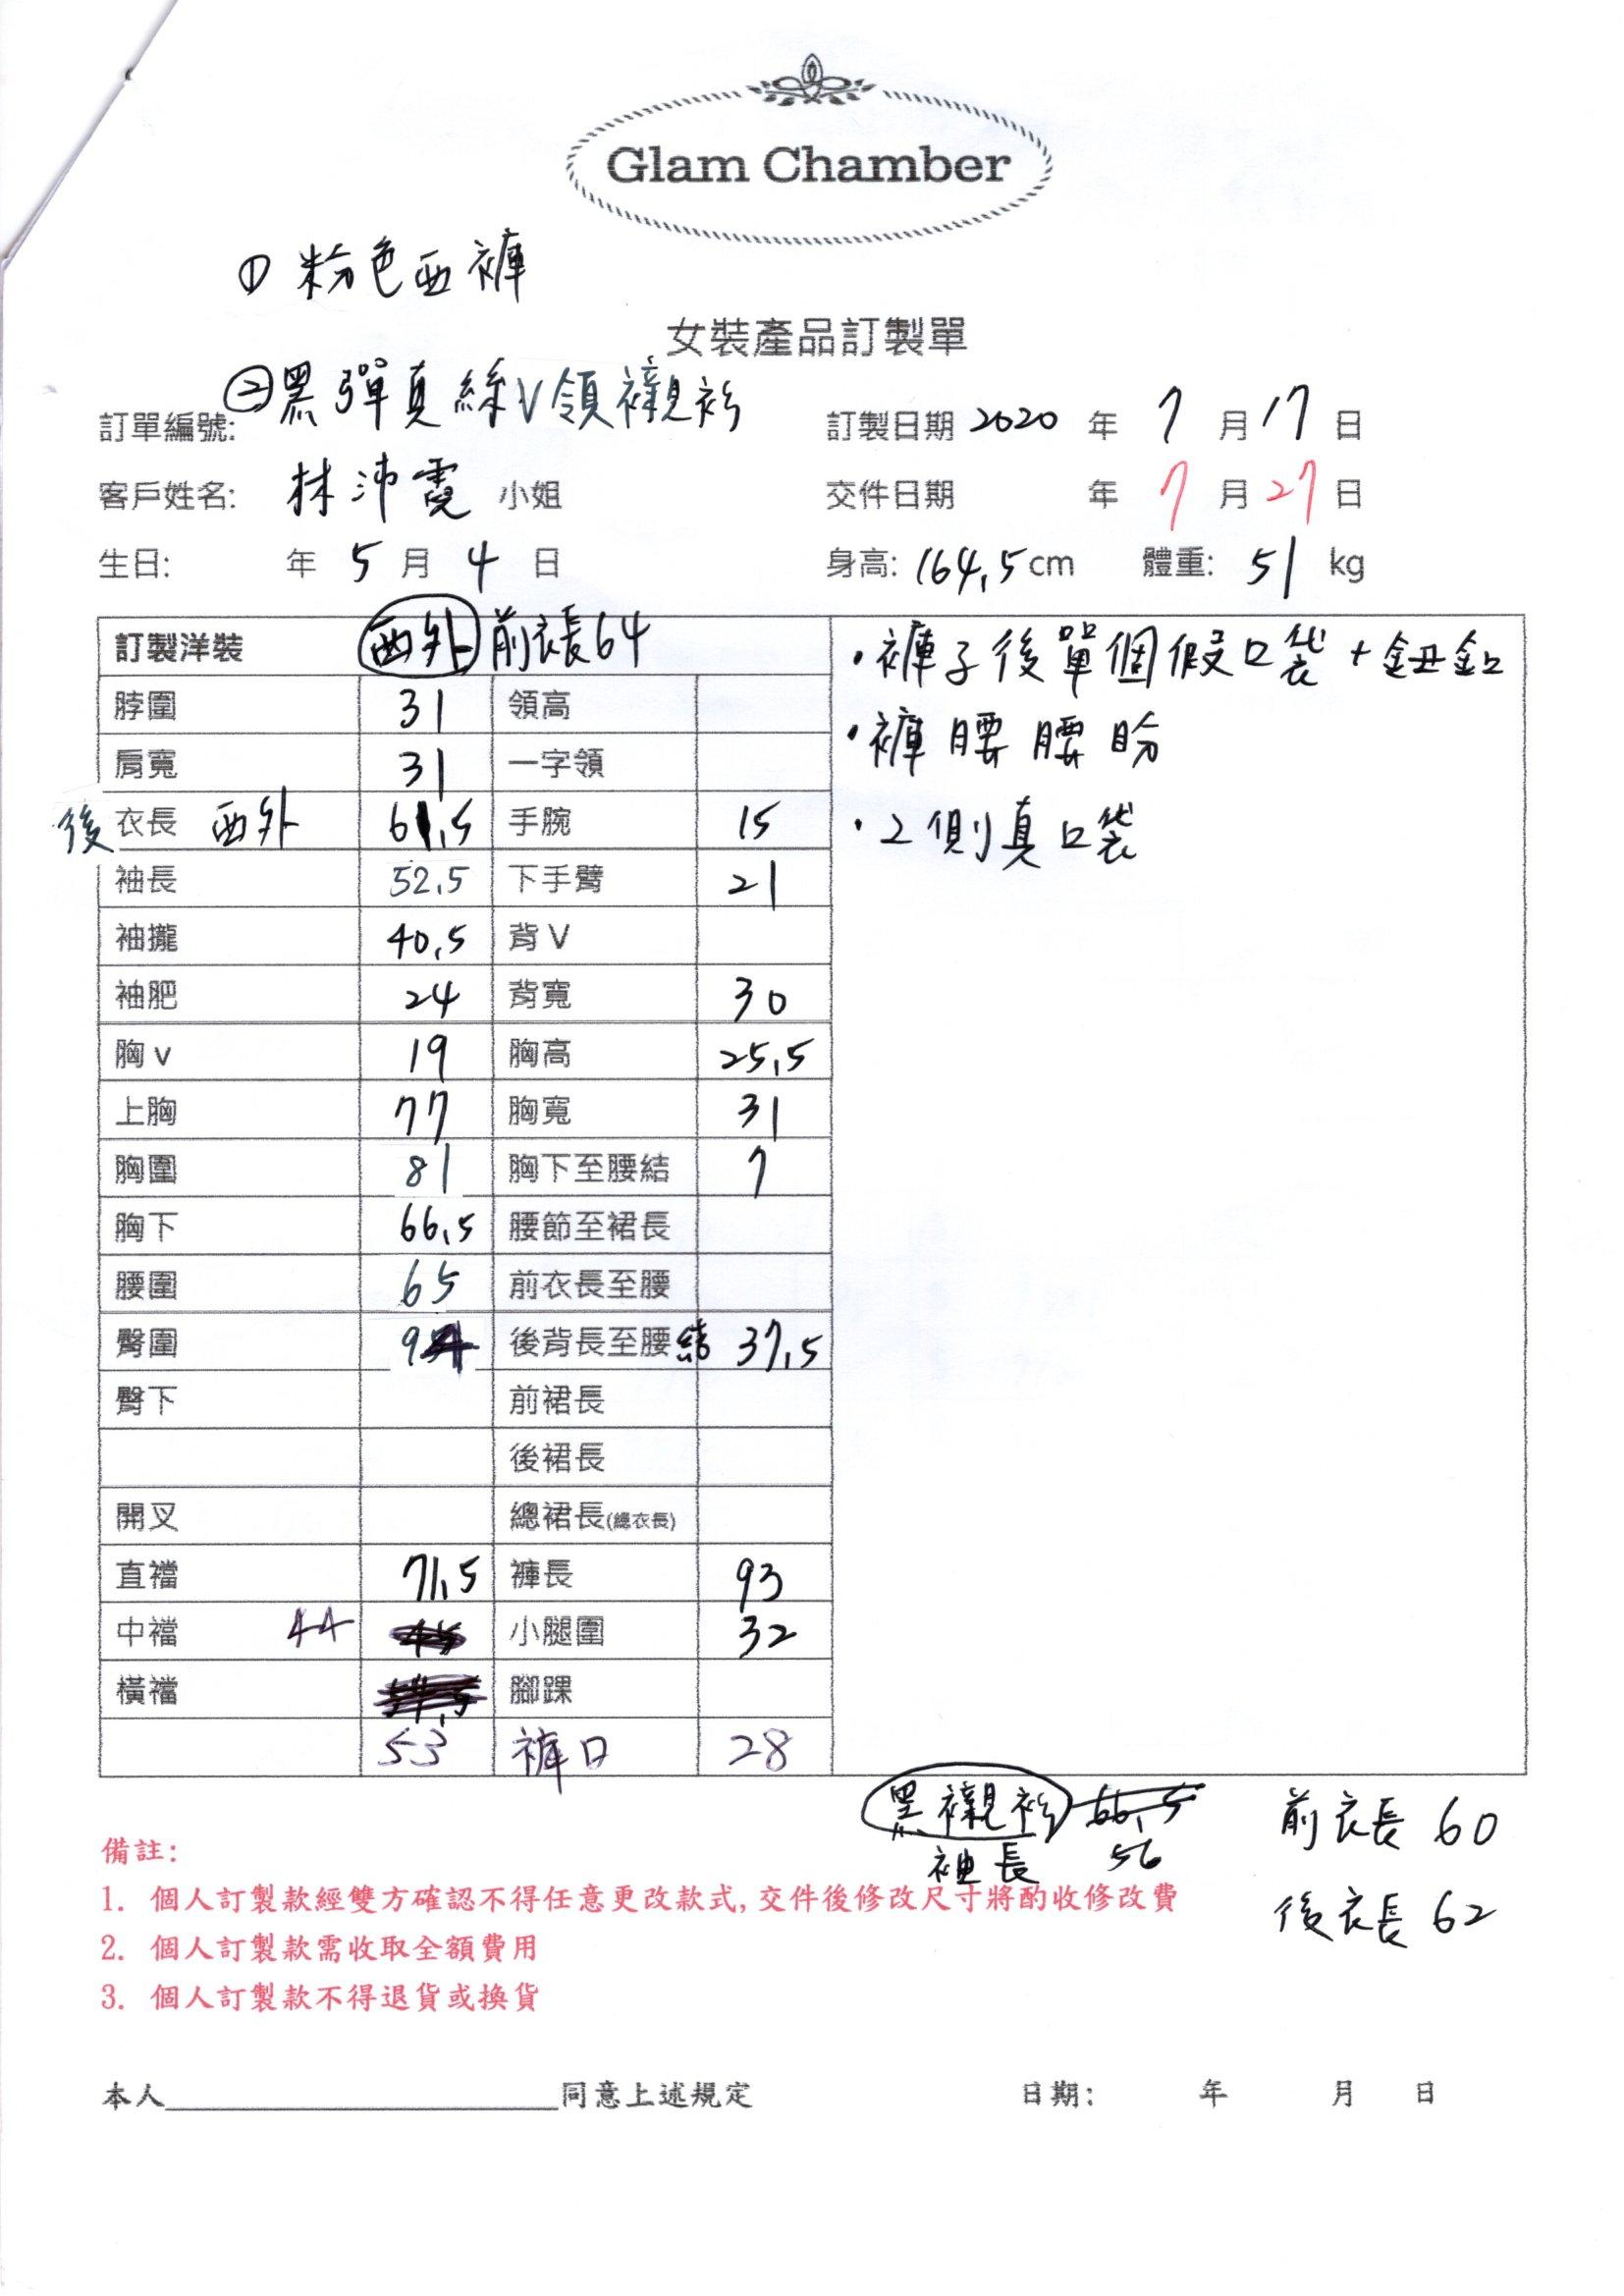 Glam Chamber
① 粉色西褲
女裝產品訂製單
② 黑彈真絲V領襯衫
訂單編號: 訂製日期 2020 年 7 月 17 日
客戶姓名: 林沛霓 小姐 交件日期 年 7 月 27 日
生日: 年 5 月 4 日 身高: 164.5 cm 體重: 51 kg
訂製洋裝 西外 前衣長64
脖圍 31 領高
肩寬 31 一字領
後 衣長 西外 61.5 手腕 15
袖長 52.5 下手臂 21
袖攏 40.5 背 V
袖肥 24 背寬 30
胸 v 19 胸高 25.5
上胸 77 胸寬 31
胸圍 81 胸下至腰結 7
胸下 66.5 腰節至裙長
腰圍 65 前衣長至腰
臀圍 9 後背長至腰 結 37.5
臀下 前裙長
後裙長
開叉 總裙長(總衣長)
直襠 71.5 褲長 93
中襠 44 小腿圍 32
橫襠 腳踝
53 褲口 28
・褲子後單個假口袋+鈕釦
・褲腰腰盼
・2側真口袋
黑襯衫 66.5 前衣長 60
袖長 56
後衣長 62
備註:
1. 個人訂製款經雙方確認不得任意更改款式, 交件後修改尺寸將酌收修改費
2. 個人訂製款需收取全額費用
3. 個人訂製款不得退貨或換貨
本人 同意上述規定 日期: 年 月 日